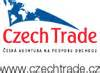 CzechTrade
ČESKÁ AGENTURA NA PODPORU OBCHODU
www.czechtrade.cz